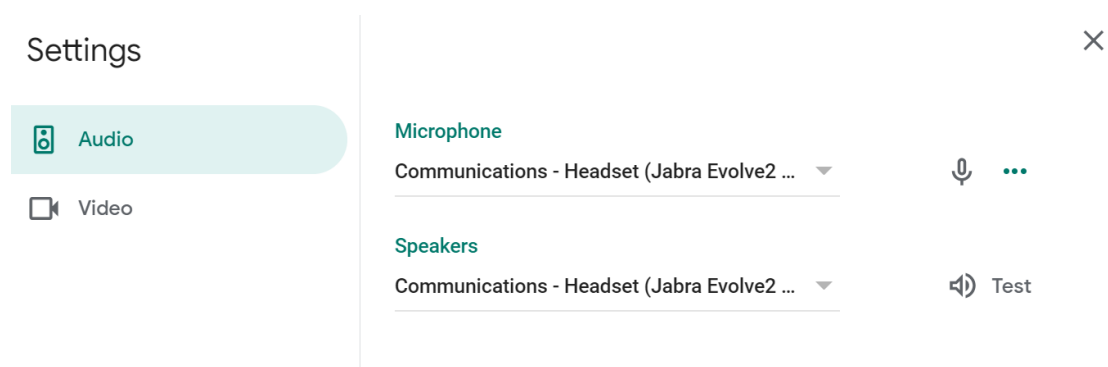 Settings
Audio
Video
Microphone
Communications - Headset (Jabra Evolve2 ...
Speakers
Communications - Headset (Jabra Evolve2 ...
Test